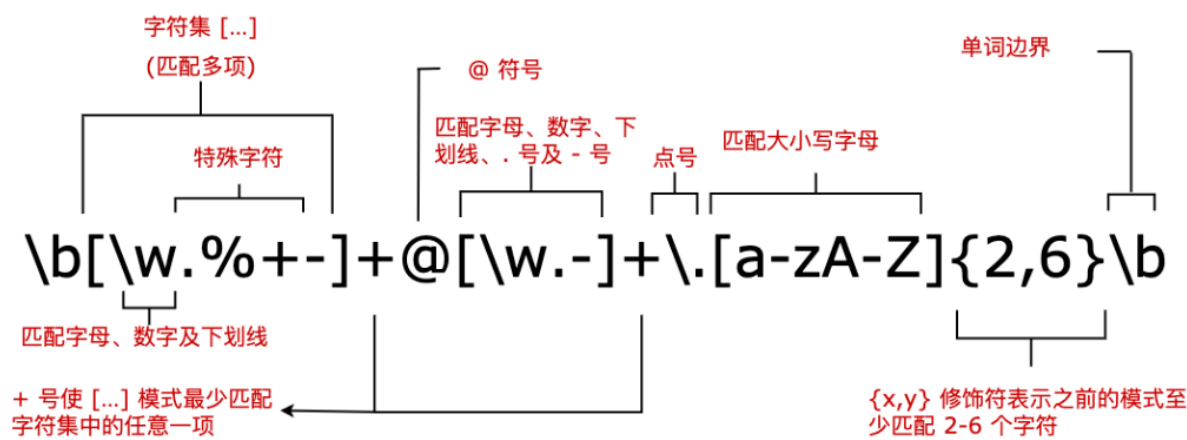 字符集 [...]
(匹配多项)
@ 符号
单词边界
匹配字母、数字、下
划线、. 号及 - 号
特殊字符
点号
匹配大小写字母
\b[\w.%+-]+@[\w.-]+\.[a-zA-Z]{2,6}\b
匹配字母、数字及下划线
+ 号使 [...] 模式最少匹配
字符集中的任意一项
{x,y} 修饰符表示之前的模式至
少匹配 2-6 个字符